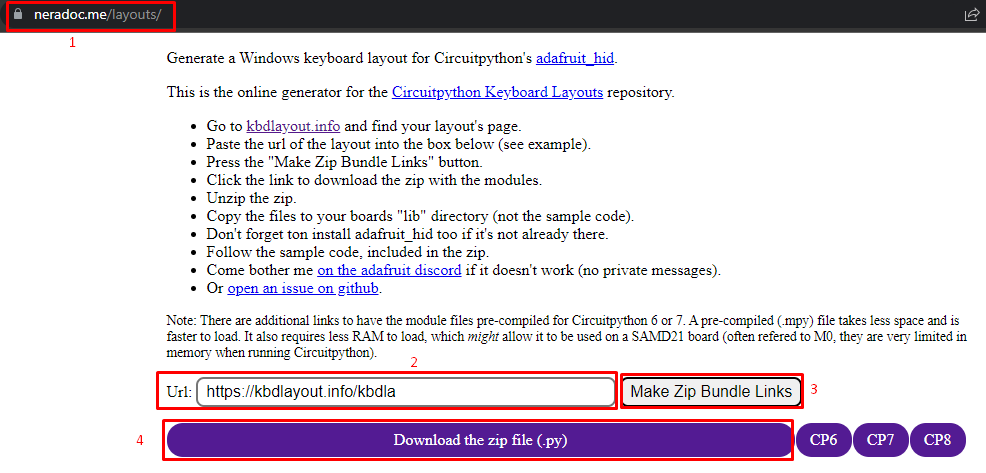 neradoc.me/layouts/
1
Generate a Windows keyboard layout for Circuitpython's adafruit_hid.
This is the online generator for the Circuitpython Keyboard Layouts repository.
• Go to kbdlayout.info and find your layout's page.
• Paste the url of the layout into the box below (see example).
• Press the "Make Zip Bundle Links" button.
• Click the link to download the zip with the modules.
• Unzip the zip.
• Copy the files to your boards "lib" directory (not the sample code).
• Don't forget ton install adafruit_hid too if it's not already there.
• Follow the sample code, included in the zip.
• Come bother me on the adafruit discord if it doesn't work (no private messages).
• Or open an issue on github.
Note: There are additional links to have the module files pre-compiled for Circuitpython 6 or 7. A pre-compiled (.mpy) file takes less space and is
faster to load. It also requires less RAM to load, which might allow it to be used on a SAMD21 board (often refered to M0, they are very limited in
memory when running Circuitpython).
2
Url: https://kbdlayout.info/kbdla Make Zip Bundle Links 3
4 Download the zip file (.py) CP6 CP7 CP8